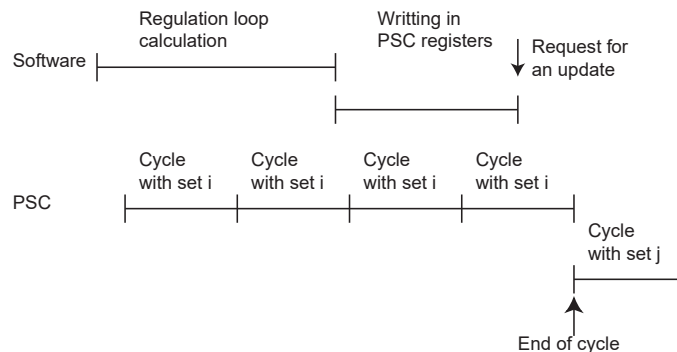 Regulation loop
calculation
Writting in
PSC registers
Request for
an update
Software
Cycle
with set i
Cycle
with set i
Cycle
with set i
Cycle
with set i
PSC
Cycle
with set j
End of cycle